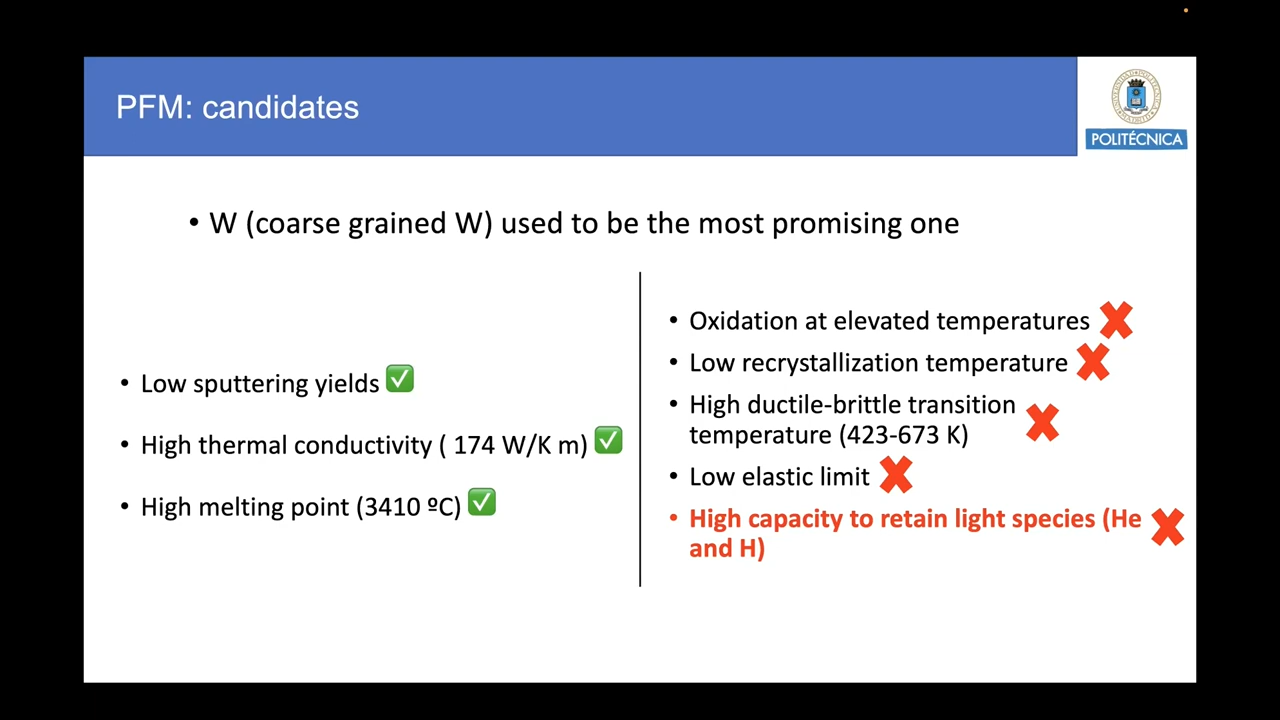 PFM: candidates
POLITÉCNICA
• W (coarse grained W) used to be the most promising one
• Low sputtering yields ✅
• High thermal conductivity ( 174 W/K m) ✅
• High melting point (3410 ºC) ✅
• Oxidation at elevated temperatures ✖
• Low recrystallization temperature ✖
• High ductile-brittle transition
temperature (423-673 K) ✖
• Low elastic limit ✖
• High capacity to retain light species (He
and H) ✖